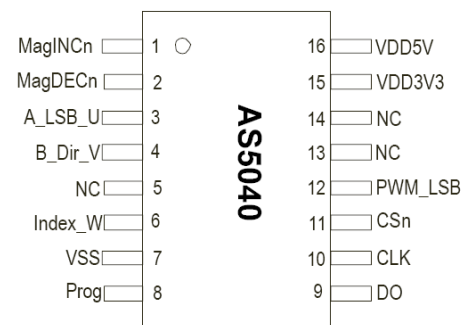 MagINCn 1 16 VDD5V
MagDECn 2 15 VDD3V3
A_LSB_U 3 14 NC
B_Dir_V 4 13 NC
NC 5 12 PWM_LSB
Index_W 6 11 CSn
VSS 7 10 CLK
Prog 8 9 DO
AS5040